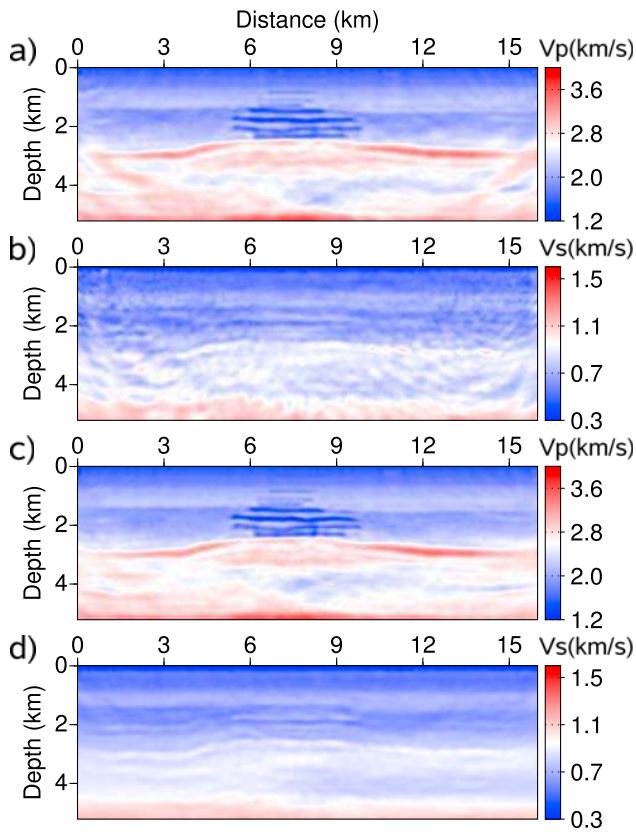 Distance (km)
a) 0 3 6 9 12 15 Vp(km/s)
0 2 4
Depth (km)
3.6 2.8 2.0 1.2
b) 0 3 6 9 12 15 Vs(km/s)
0 2 4
Depth (km)
1.5 1.1 0.7 0.3
c) 0 3 6 9 12 15 Vp(km/s)
0 2 4
Depth (km)
3.6 2.8 2.0 1.2
d) 0 3 6 9 12 15 Vs(km/s)
0 2 4
Depth (km)
1.5 1.1 0.7 0.3